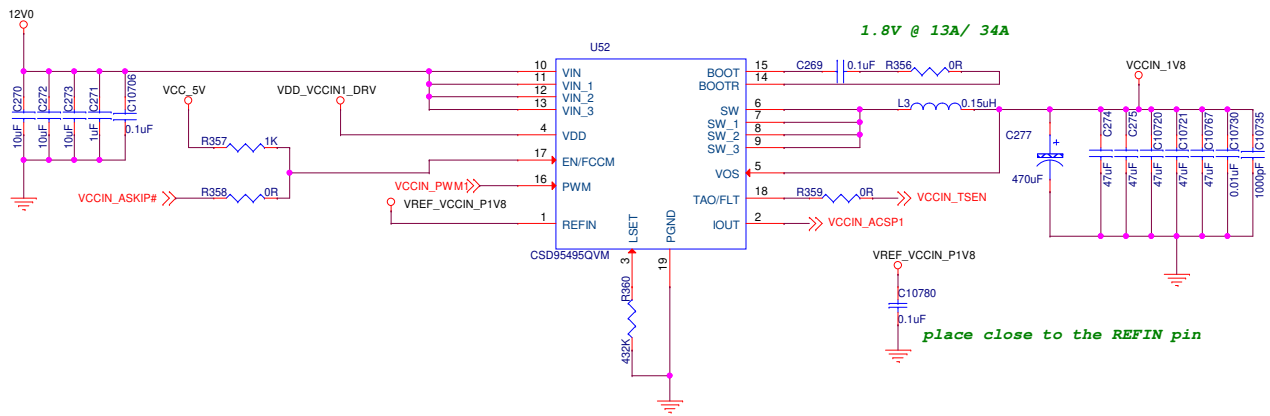 12V0
1.8V @ 13A/ 34A
U52
C270
10uF
C272
10uF
C273
10uF
C271
1uF
C10706
0.1uF
VCC_5V
VDD_VCCIN1_DRV
R357
1K
VCCIN_ASKIP#
R358
0R
VCCIN_PWM1
VREF_VCCIN_P1V8
10
VIN
11
VIN_1
12
VIN_2
13
VIN_3
4
VDD
17
EN/FCCM
16
PWM
1
REFIN
CSD95495QVM
LSET
3
PGND
19
R360
432K
BOOT
15
BOOTR
14
SW
6
SW_1
7
SW_2
8
SW_3
9
VOS
5
TAO/FLT
18
IOUT
2
C269
0.1uF
R356
0R
L3
0.15uH
R359
0R
VCCIN_TSEN
VCCIN_ACSP1
VCCIN_1V8
C277
+
470uF
C274
47uF
C275
47uF
C10720
47uF
C10721
47uF
C10767
47uF
C10730
0.01uF
C10735
1000pF
VREF_VCCIN_P1V8
C10780
0.1uF
place close to the REFIN pin